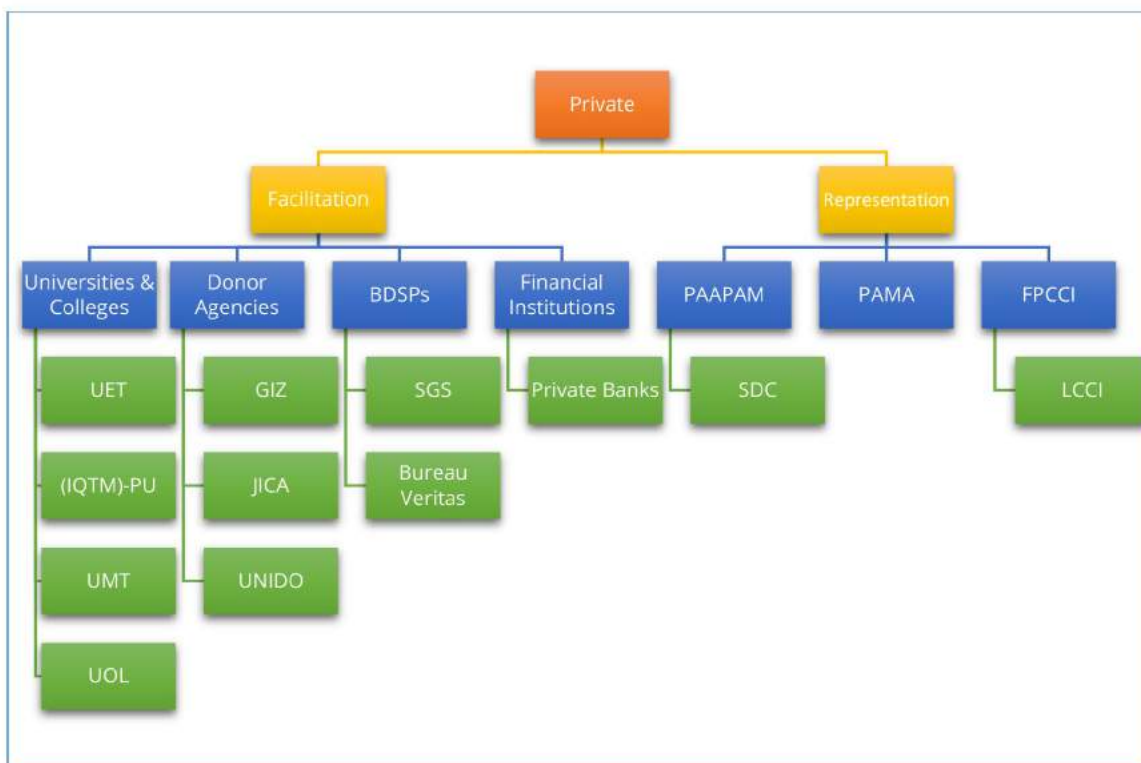 Private
Facilitation
Representation
Universities &
Colleges
Donor
Agencies
BDSPs
Financial
Institutions
PAAPAM
PAMA
FPCCI
UET
GIZ
SGS
Private Banks
SDC
LCCI
(IQTM)-PU
JICA
Bureau
Veritas
UMT
UNIDO
UOL